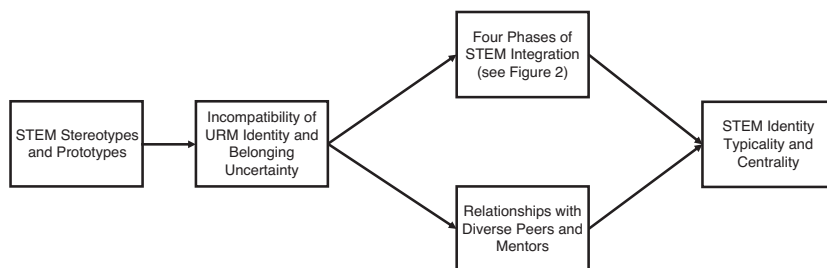 STEM Stereotypes
and Prototypes
Incompatibility of
URM Identity and
Belonging
Uncertainty
Four Phases of
STEM Integration
(see Figure 2)
Relationships with
Diverse Peers and
Mentors
STEM Identity
Typicality and
Centrality